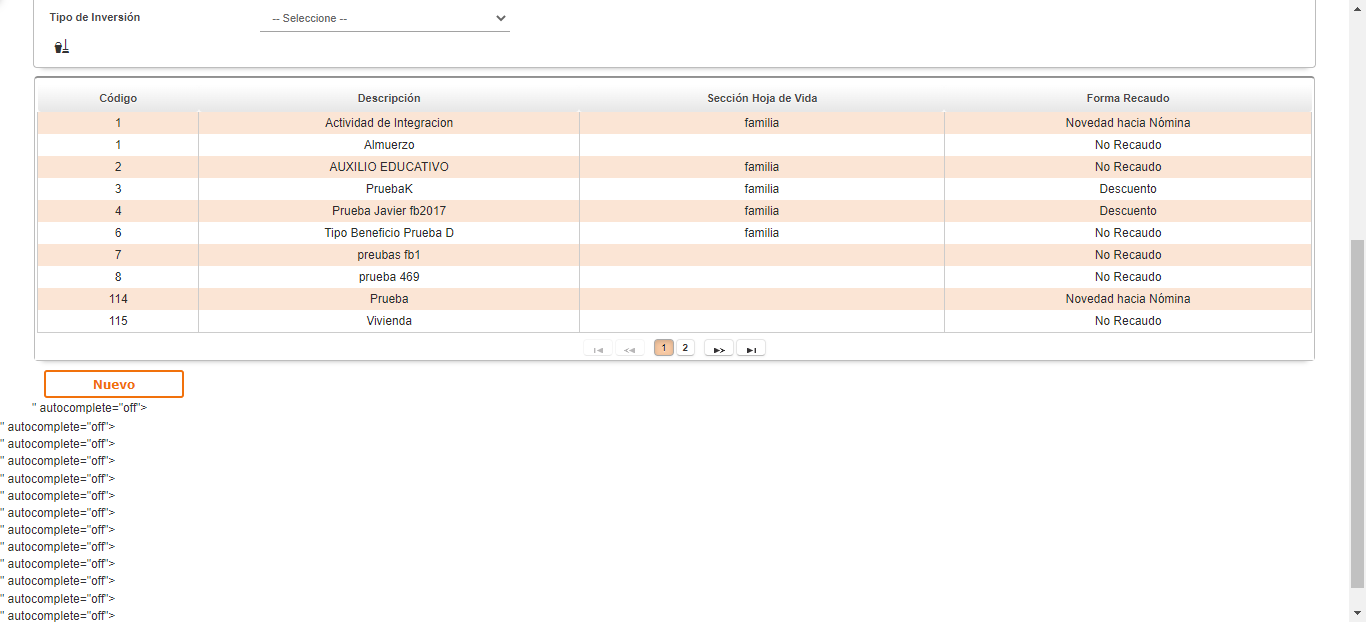 Tipo de Inversión -- Seleccione --
Código Descripción Sección Hoja de Vida Forma Recaudo
1 Actividad de Integracion familia Novedad hacia Nómina
1 Almuerzo No Recaudo
2 AUXILIO EDUCATIVO familia No Recaudo
3 PruebaK familia Descuento
4 Prueba Javier fb2017 familia Descuento
6 Tipo Beneficio Prueba D familia No Recaudo
7 preubas fb1 No Recaudo
8 prueba 469 No Recaudo
114 Prueba Novedad hacia Nómina
115 Vivienda No Recaudo
1 2
Nuevo
" autocomplete="off">
" autocomplete="off">
" autocomplete="off">
" autocomplete="off">
" autocomplete="off">
" autocomplete="off">
" autocomplete="off">
" autocomplete="off">
" autocomplete="off">
" autocomplete="off">
" autocomplete="off">
" autocomplete="off">
" autocomplete="off">